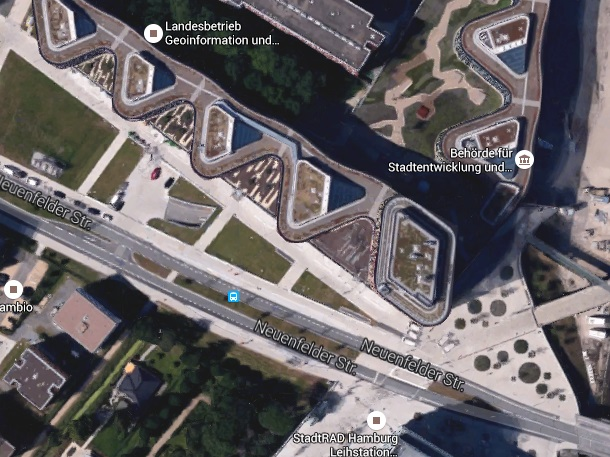 Landesbetrieb
Geoinformation und...
Behörde für
Stadtentwicklung und...
Neuenfelder Str.
ambio
Neuenfelder Str.
Neuenfelder Str.
StadtRAD Hamburg
Leihstation...